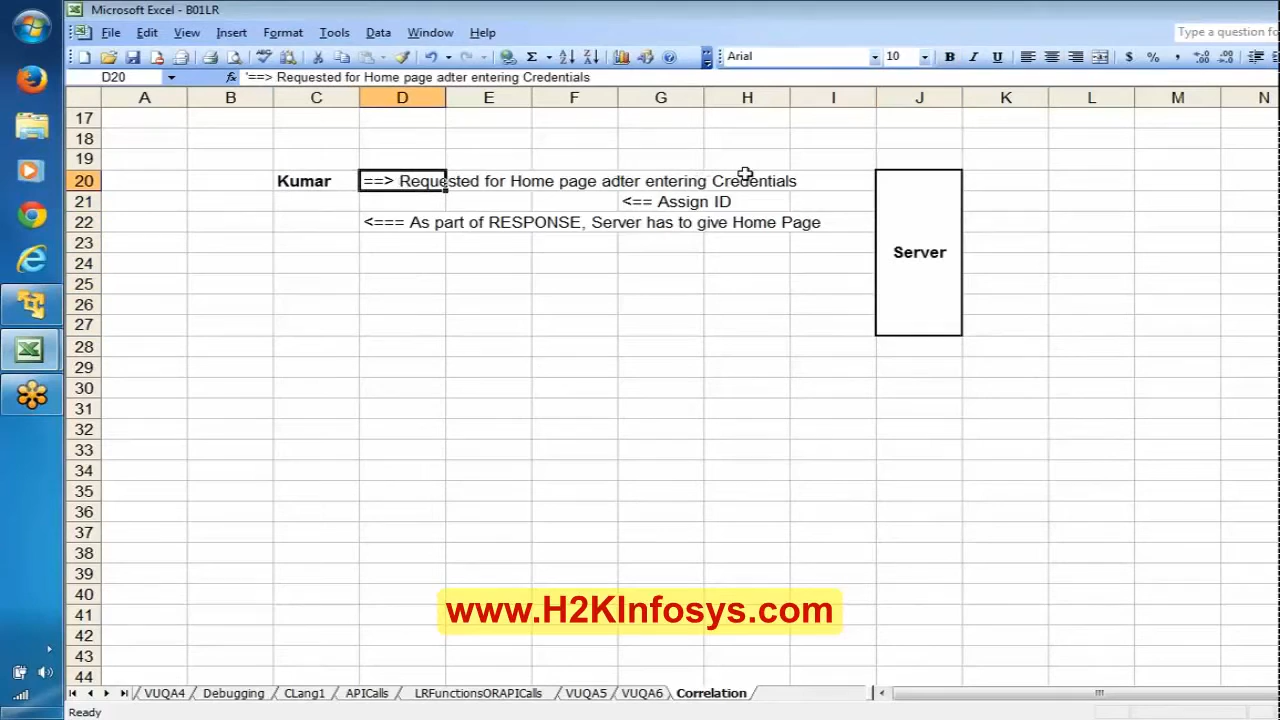 Microsoft Excel - B01LR
File Edit View Insert Format Tools Data Window Help
Type a question fo
Arial 10 B I U $ % ,
D20 fx '==> Requested for Home page adter entering Credentials
A B C D E F G H I J K L M N
17
18
19
20 Kumar ==> Requested for Home page adter entering Credentials
21 <== Assign ID
22 <=== As part of RESPONSE, Server has to give Home Page
23
Server
24
25
26
27
28
29
30
31
32
33
34
35
36
37
38
39
40
www.H2KInfosys.com
41
42
43
44
VUQA4 Debugging CLang1 APICalls LRFunctionsORAPICalls VUQA5 VUQA6 Correlation
Ready